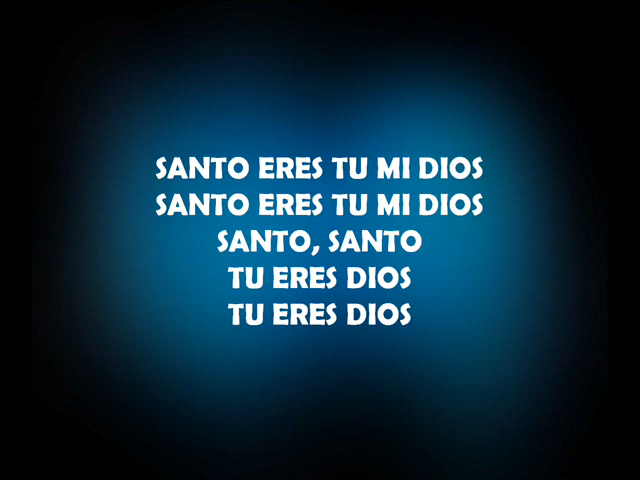 SANTO ERES TU MI DIOS
SANTO ERES TU MI DIOS
SANTO, SANTO
TU ERES DIOS
TU ERES DIOS